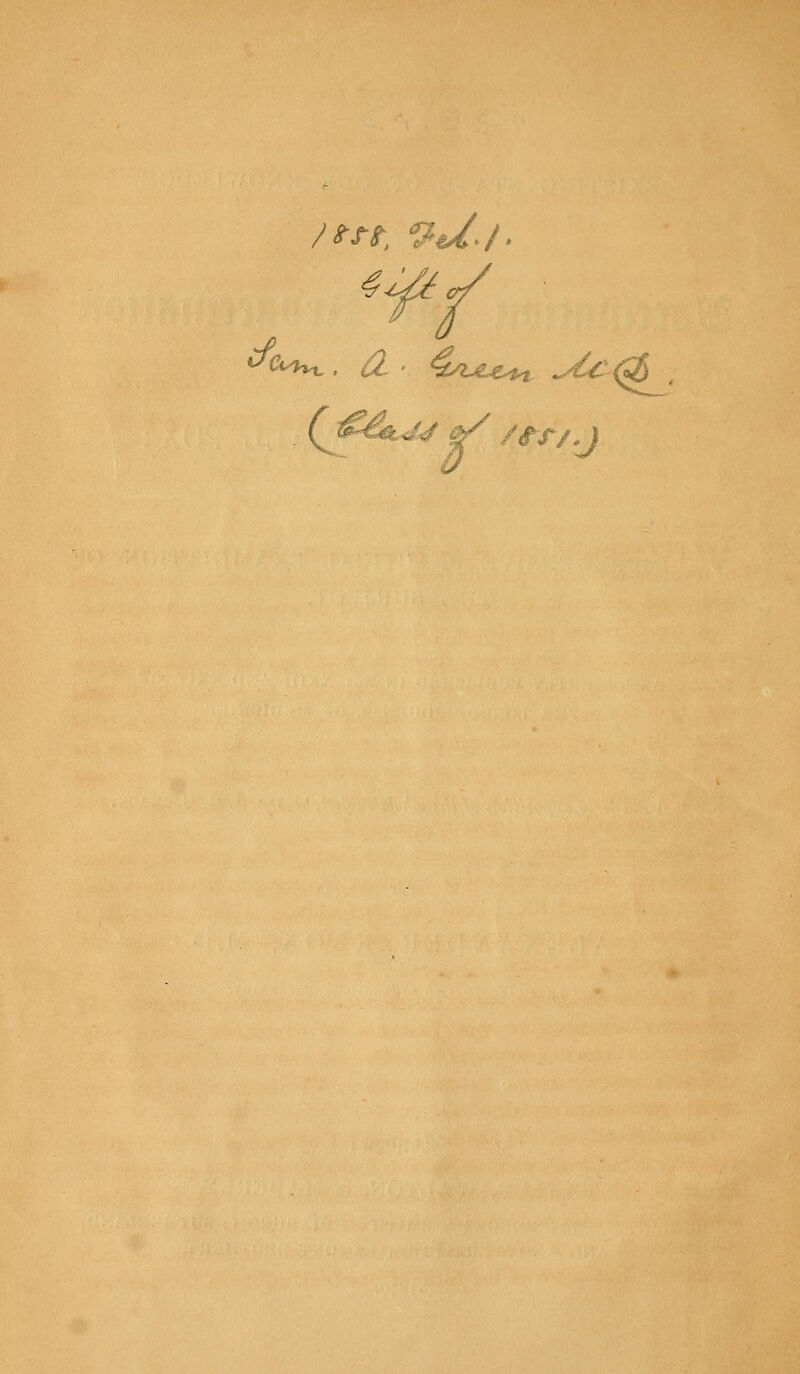 1858, Feb. 1.
Gift of
Sam. A. Green M.D.
(Class of 1851.)